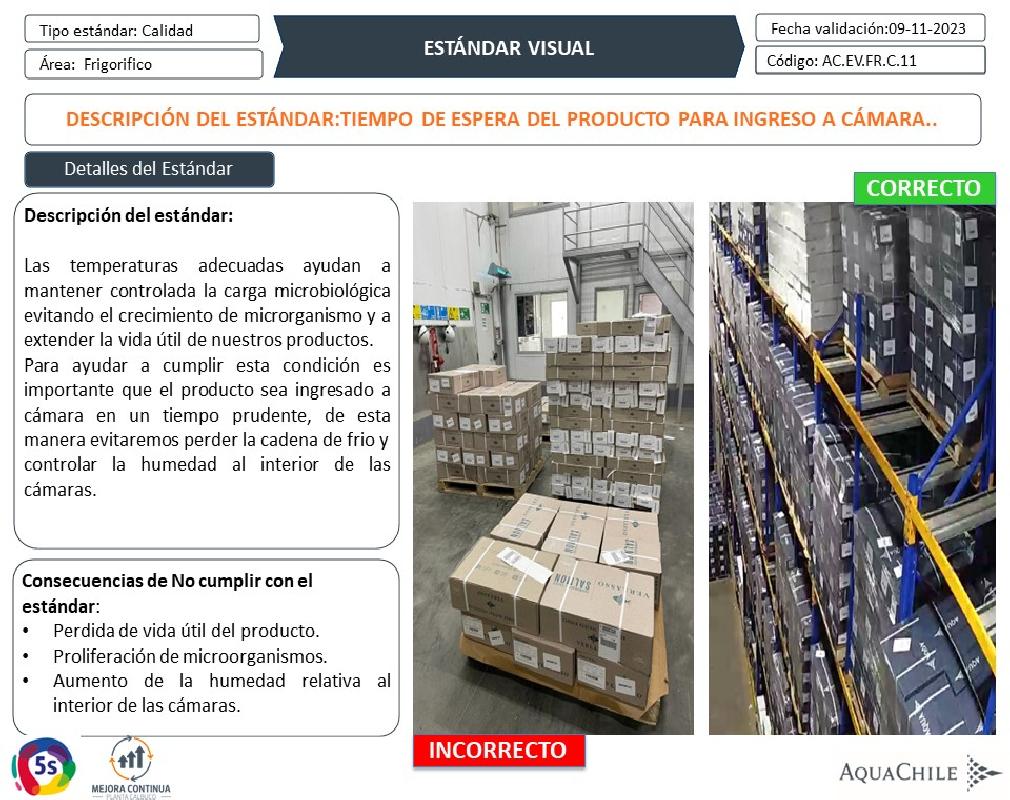 Tipo estándar: Calidad
Área: Frigorifico
ESTÁNDAR VISUAL
Fecha validación:09-11-2023
Código: AC.EV.FR.C.11
DESCRIPCIÓN DEL ESTÁNDAR:TIEMPO DE ESPERA DEL PRODUCTO PARA INGRESO A CÁMARA..
Detalles del Estándar
Descripción del estándar:
Las temperaturas adecuadas ayudan a
mantener controlada la carga microbiológica
evitando el crecimiento de microrganismo y a
extender la vida útil de nuestros productos.
Para ayudar a cumplir esta condición es
importante que el producto sea ingresado a
cámara en un tiempo prudente, de esta
manera evitaremos perder la cadena de frio y
controlar la humedad al interior de las
cámaras.
Consecuencias de No cumplir con el
estándar:
• Perdida de vida útil del producto.
• Proliferación de microorganismos.
• Aumento de la humedad relativa al
interior de las cámaras.
CORRECTO
SALMON
VERLASSO
AQUA
INCORRECTO
5s
MEJORA CONTINUA
PLANTA CALBUCO
AQUACHILE